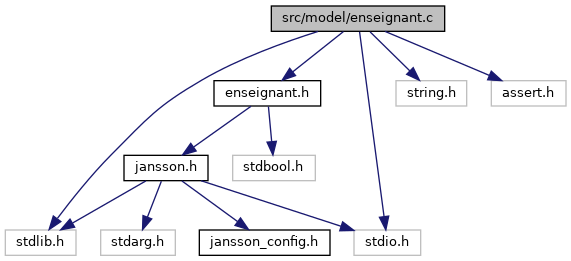 src/model/enseignant.c
enseignant.h
string.h
assert.h
jansson.h
stdbool.h
stdlib.h
stdarg.h
jansson_config.h
stdio.h